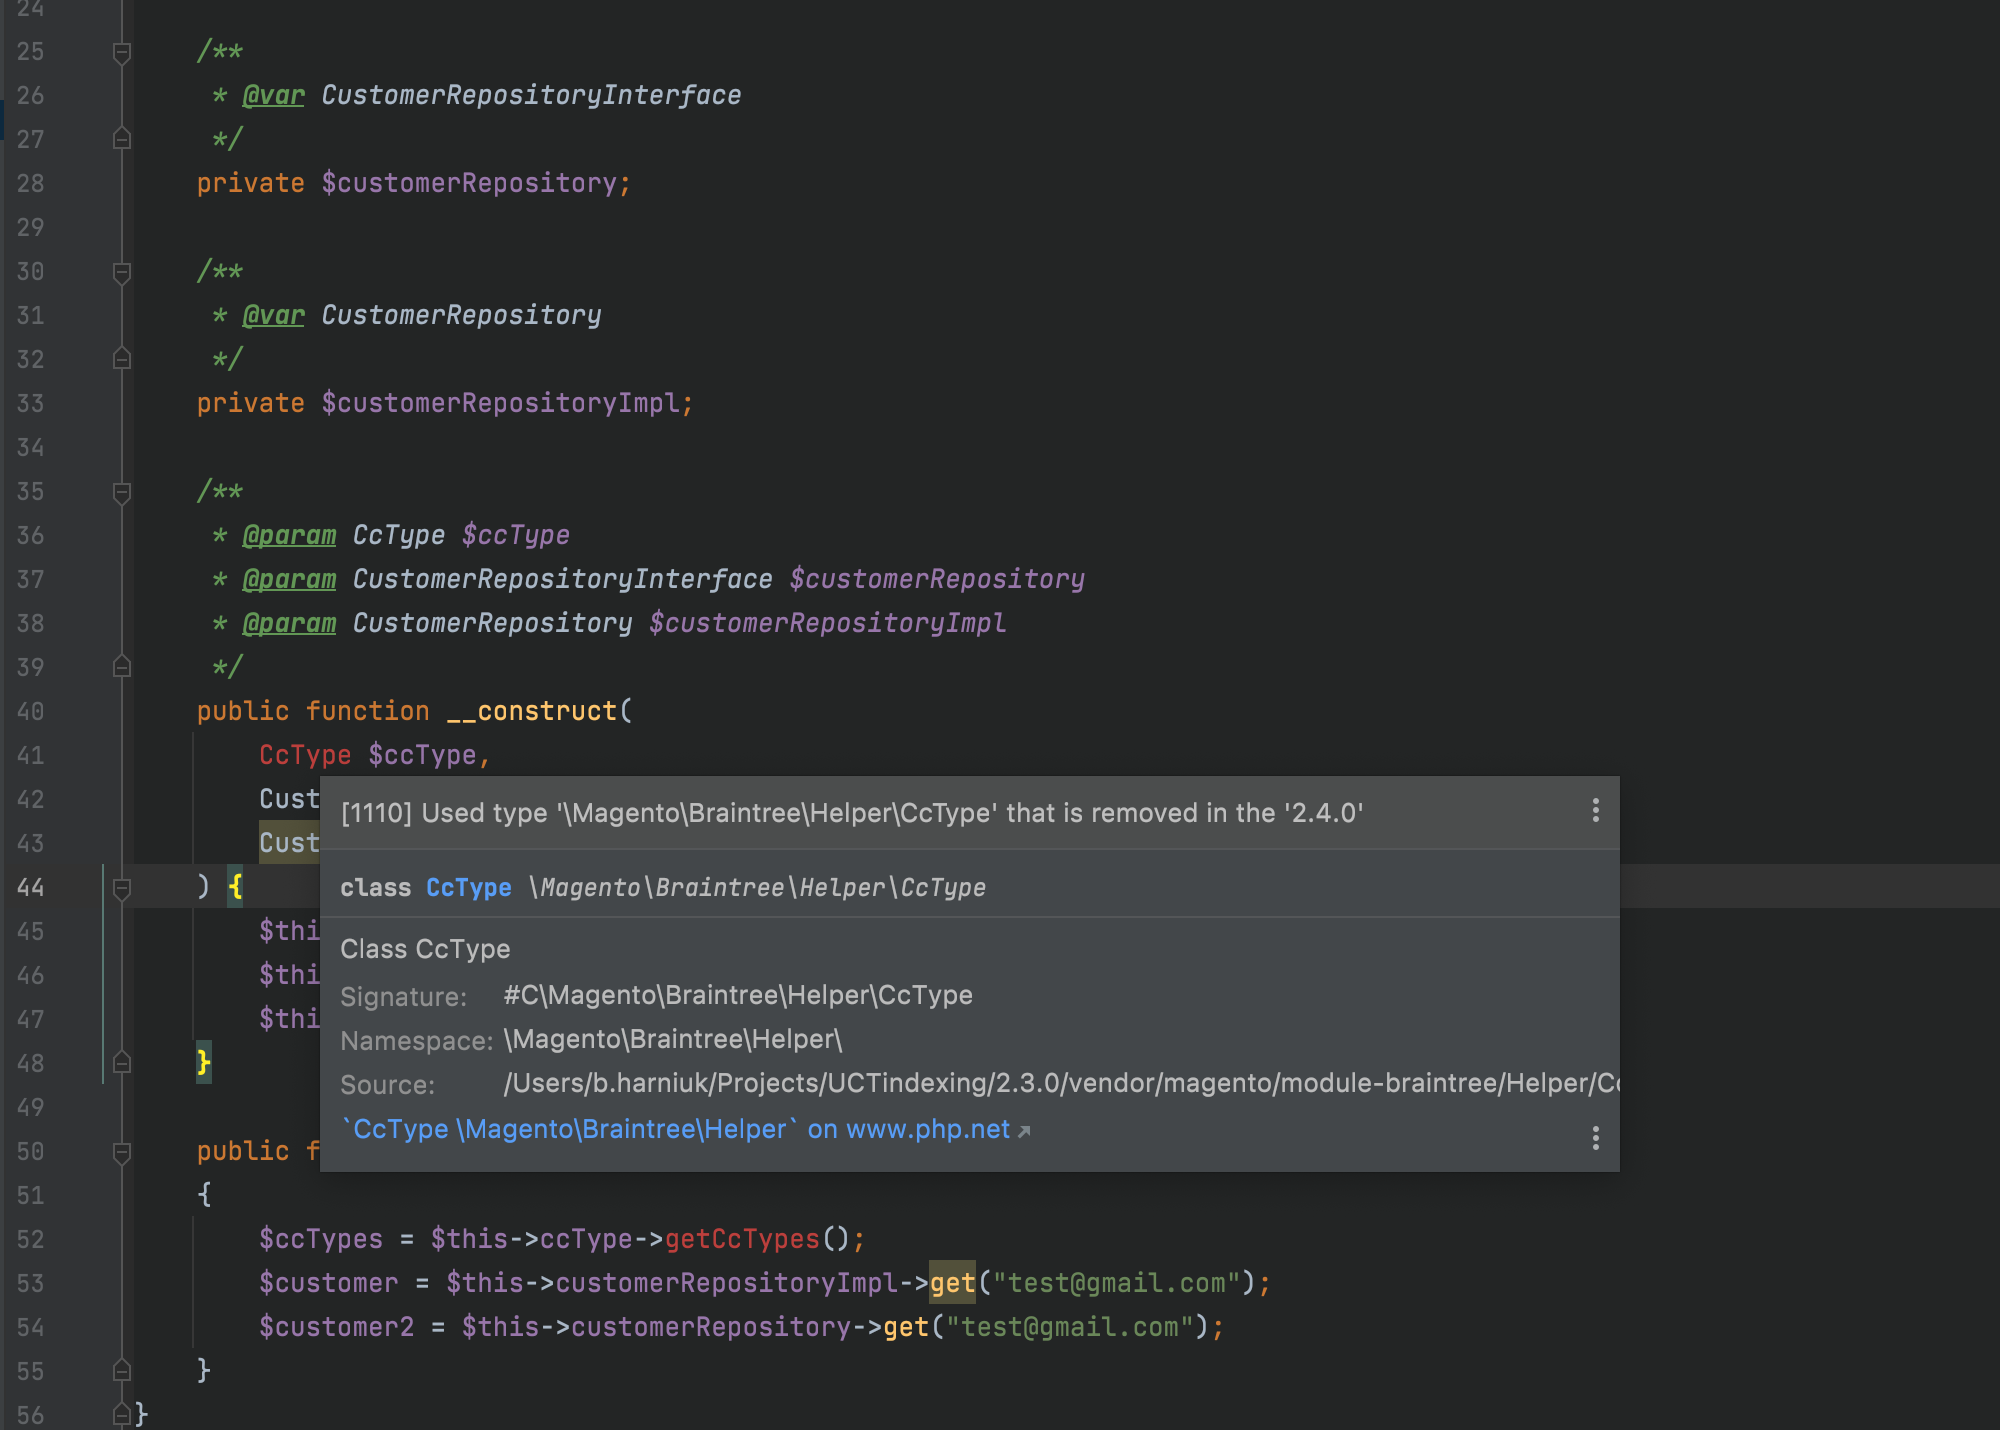 24
25 /**
26 * @var CustomerRepositoryInterface
27 */
28 private $customerRepository;
29
30 /**
31 * @var CustomerRepository
32 */
33 private $customerRepositoryImpl;
34
35 /**
36 * @param CcType $ccType
37 * @param CustomerRepositoryInterface $customerRepository
38 * @param CustomerRepository $customerRepositoryImpl
39 */
40 public function __construct(
41 CcType $ccType,
42 Cust
[1110] Used type '\Magento\Braintree\Helper\CcType' that is removed in the '2.4.0'
43 Cust
44 ) {
class CcType \Magento\Braintree\Helper\CcType
45 $thi
Class CcType
46 $thi
Signature: #C\Magento\Braintree\Helper\CcType
47 $thi
Namespace: \Magento\Braintree\Helper\
48 }
Source: /Users/b.harniuk/Projects/UCTindexing/2.3.0/vendor/magento/module-braintree/Helper/Cc
49
`CcType \Magento\Braintree\Helper` on www.php.net
50 public f
51 {
52 $ccTypes = $this->ccType->getCcTypes();
53 $customer = $this->customerRepositoryImpl->get("test@gmail.com");
54 $customer2 = $this->customerRepository->get("test@gmail.com");
55 }
56 }